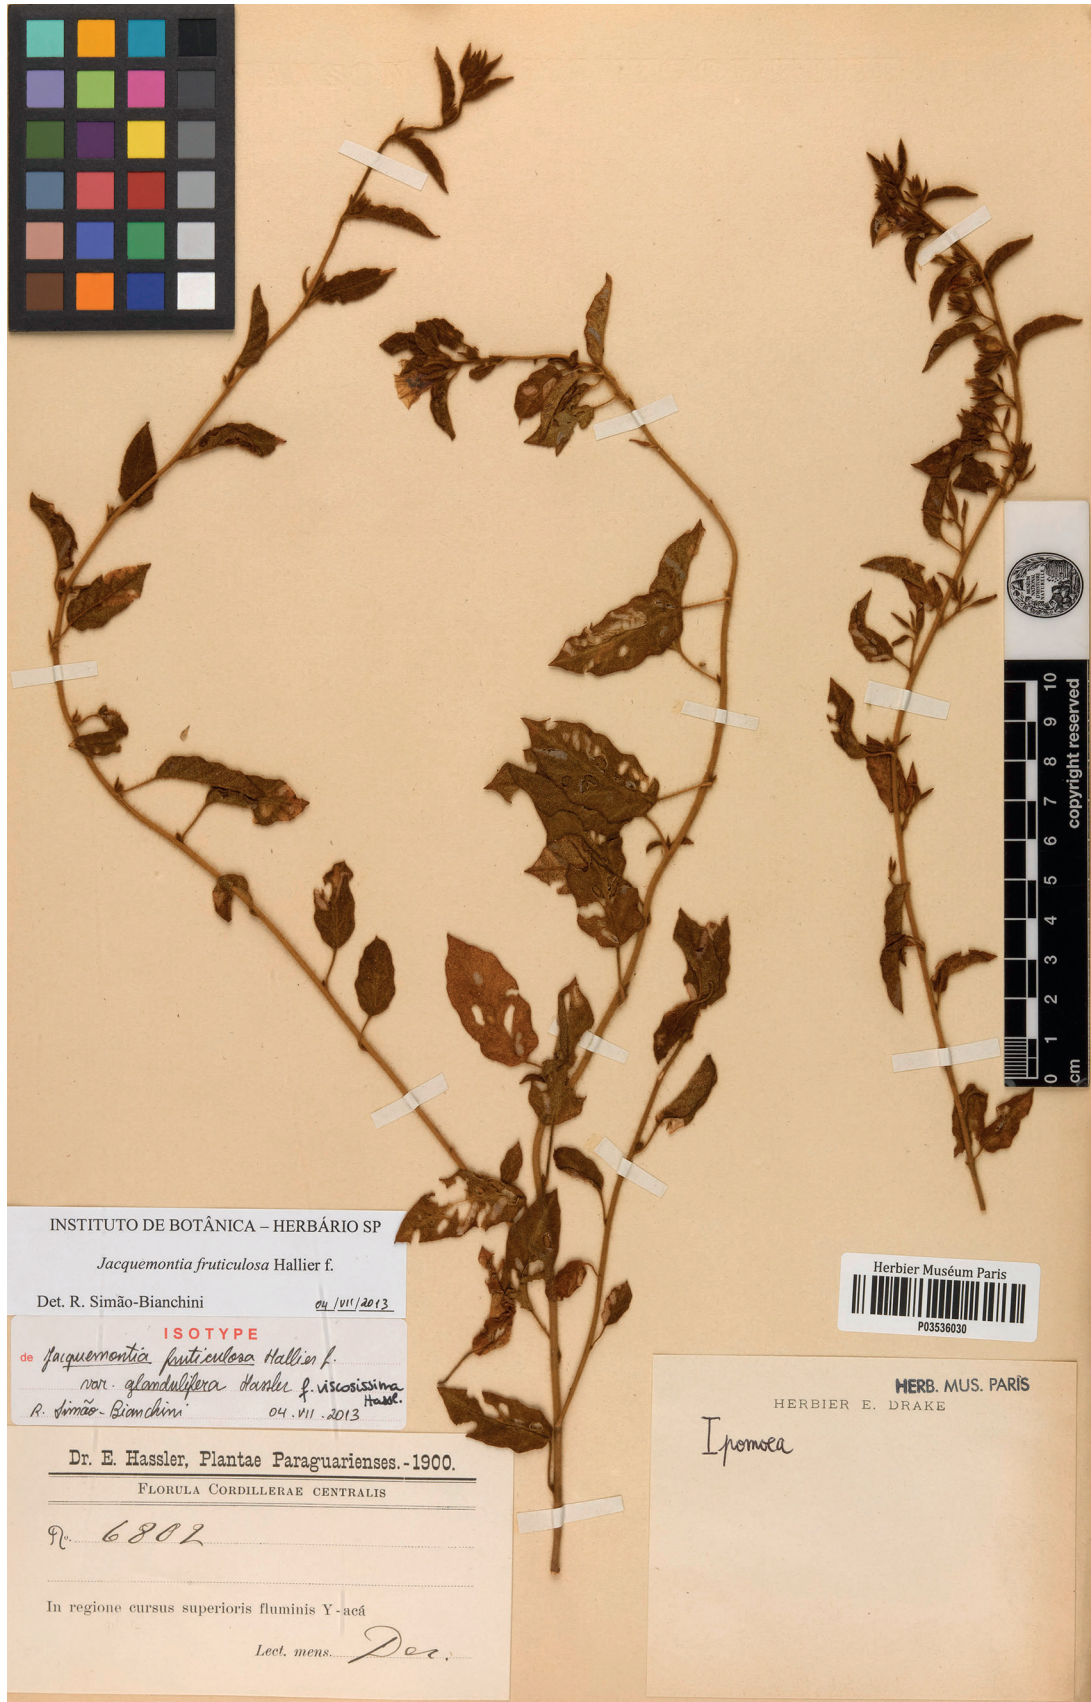 10
9
8
7
6
5
4
3
2
1
0
cm
copyright reserved
INSTITUTO DE BOTÂNICA – HERBÁRIO SP
Jacquemontia fruticulosa Hallier f.
Det. R. Simão-Bianchini 04/VII/2013
ISOTYPE
de Jacquemontia fruticulosa Hallier f.
var. glandulifera Hassler f. viscosissima
Hassl.
R. Simão-Bianchini 04.VII.2013
Dr. E. Hassler, Plantae Paraguarienses.-1900.
FLORULA CORDILLERAE CENTRALIS
No. 6802
In regione cursus superioris fluminis Y-acá
Lect. mens. Dec.
Herbier Muséum Paris
P03536030
HERB. MUS. PARIS
HERBIER E. DRAKE
Ipomoea